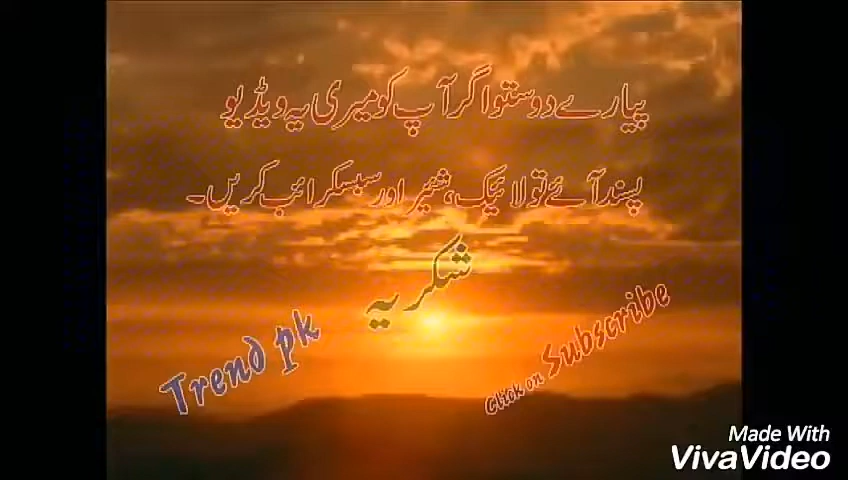 پیارے دوستو اگر آپ کو میری یہ ویڈیو
پسند آئے تو لائیک، شئیر اور سبسکرائب کریں۔
شکریہ
Trend pk
Click on Subscribe
Made With
VivaVideo